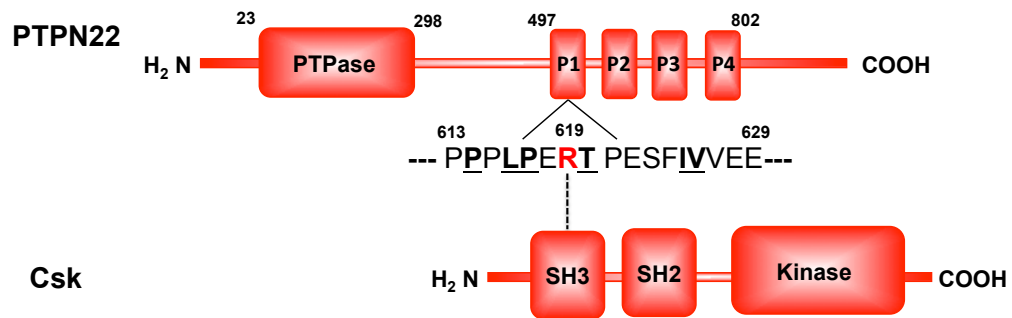 23 298 497 802
PTPN22
H2 N PTPase P1 P2 P3 P4 COOH
613 619 629
--- PPPLPERT PESFIVVEE---
Csk
H2 N SH3 SH2 Kinase COOH